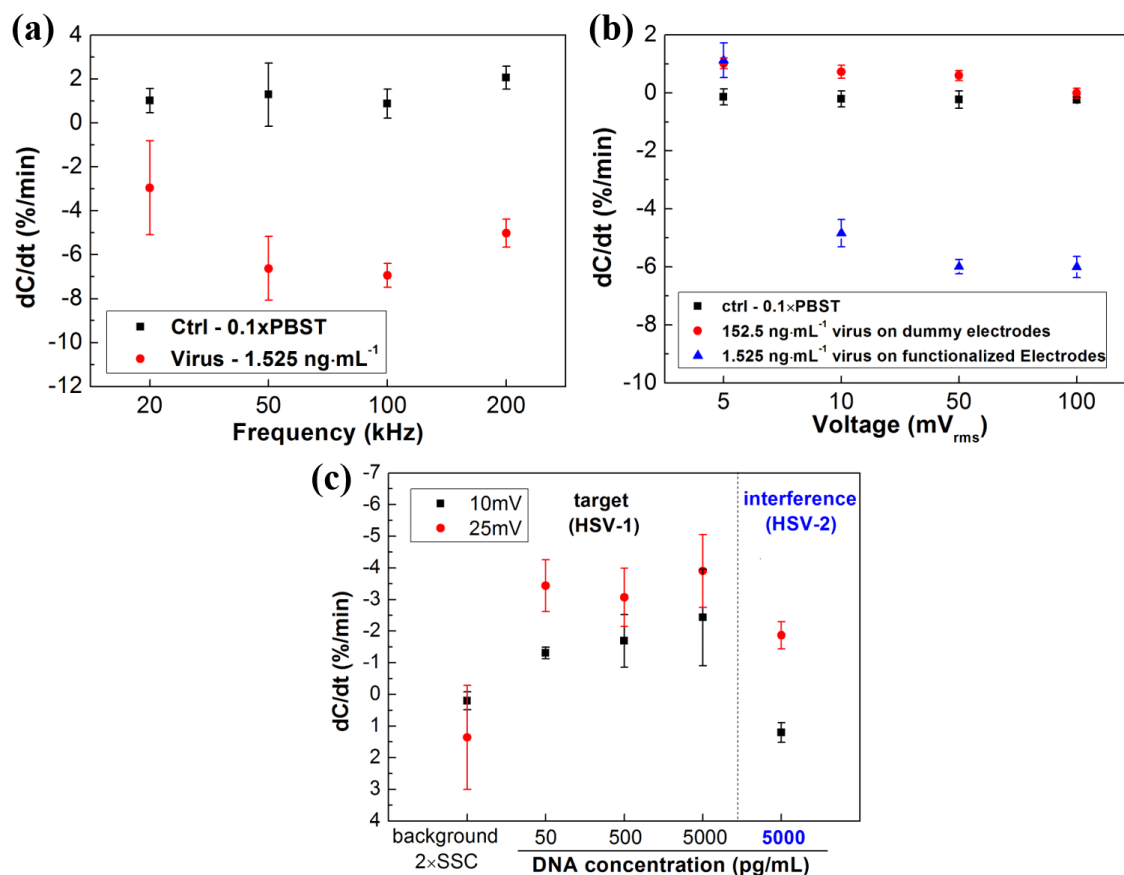 (a)
4
2
0
-2
-4
-6
-8
-10
-12
dC/dt (%/min)
Ctrl - 0.1xPBST
Virus - 1.525 ng·mL⁻¹
20 50 100 200
Frequency (kHz)
(b)
2
0
-2
-4
-6
-8
-10
dC/dt (%/min)
ctrl - 0.1×PBST
152.5 ng·mL⁻¹ virus on dummy electrodes
1.525 ng·mL⁻¹ virus on functionalized Electrodes
5 10 50 100
Voltage (mVrms)
(c)
-7
-6
-5
-4
-3
-2
-1
0
1
2
3
4
dC/dt (%/min)
10mV
25mV
target
(HSV-1)
interference
(HSV-2)
background
2×SSC
50 500 5000 5000
DNA concentration (pg/mL)